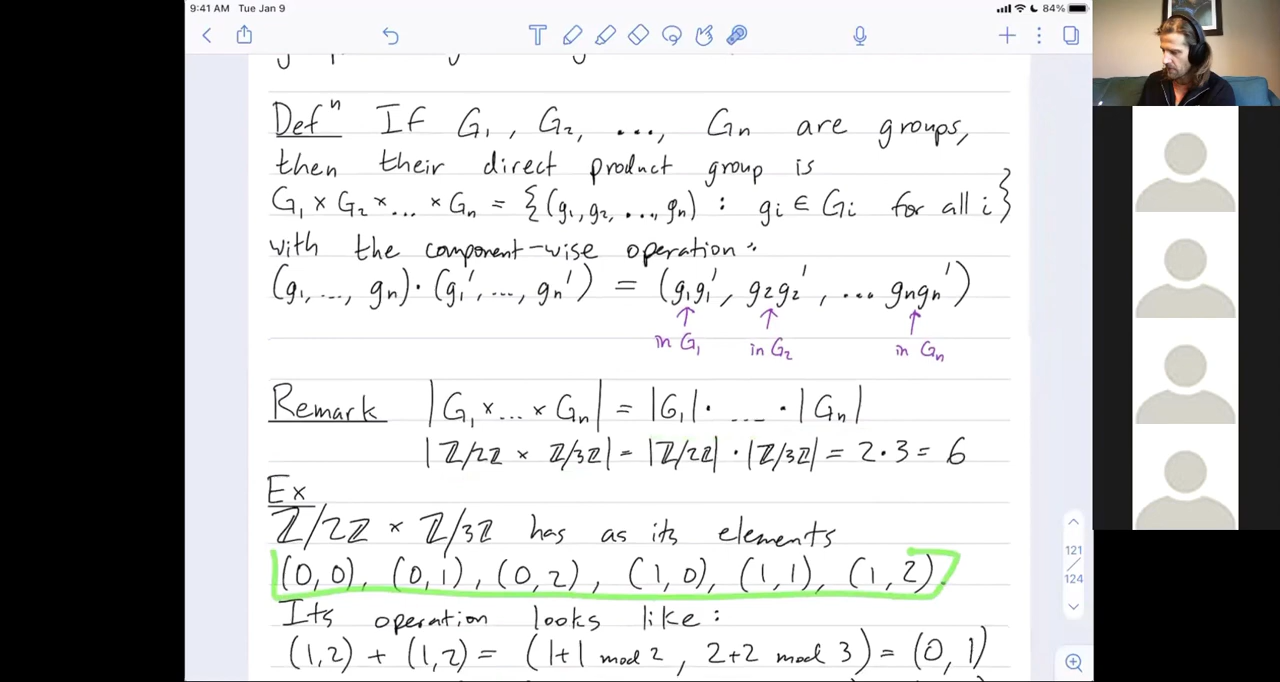 9:41 AM Tue Jan 9
84%
Defⁿ If G₁, G₂, ..., Gn are groups,
then their direct product group is
G₁ × G₂ × ... × Gn = {(g₁, g₂, ..., gn) : gi ∈ Gi for all i}
with the component-wise operation:
(g₁, ..., gn) · (g₁', ..., gn') = (g₁g₁', g₂g₂', ... gngn')
in G₁ in G₂ in Gn
Remark |G₁ × ... × Gn| = |G₁| · ... · |Gn|
|ℤ/2ℤ × ℤ/3ℤ| = |ℤ/2ℤ| · |ℤ/3ℤ| = 2 · 3 = 6
Ex
ℤ/2ℤ × ℤ/3ℤ has as its elements
(0,0), (0,1), (0,2), (1,0), (1,1), (1,2).
Its operation looks like:
(1,2) + (1,2) = (1+1 mod 2, 2+2 mod 3) = (0,1)
121
/
124